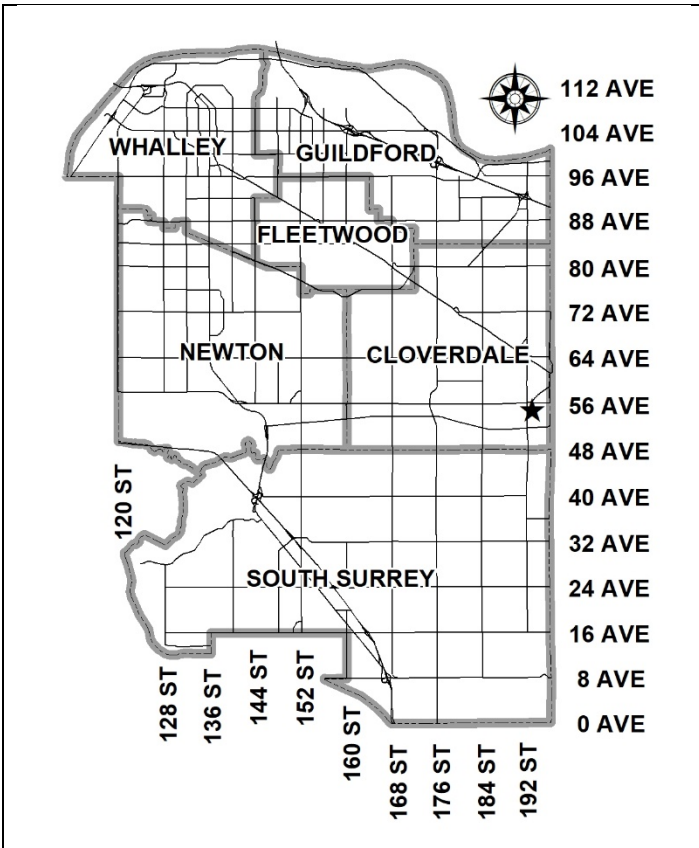 112 AVE
104 AVE
WHALLEY
GUILDFORD
96 AVE
88 AVE
FLEETWOOD
80 AVE
72 AVE
NEWTON
CLOVERDALE
64 AVE
56 AVE
48 AVE
120 ST
40 AVE
32 AVE
SOUTH SURREY
24 AVE
16 AVE
8 AVE
0 AVE
128 ST
136 ST
144 ST
152 ST
160 ST
168 ST
176 ST
184 ST
192 ST